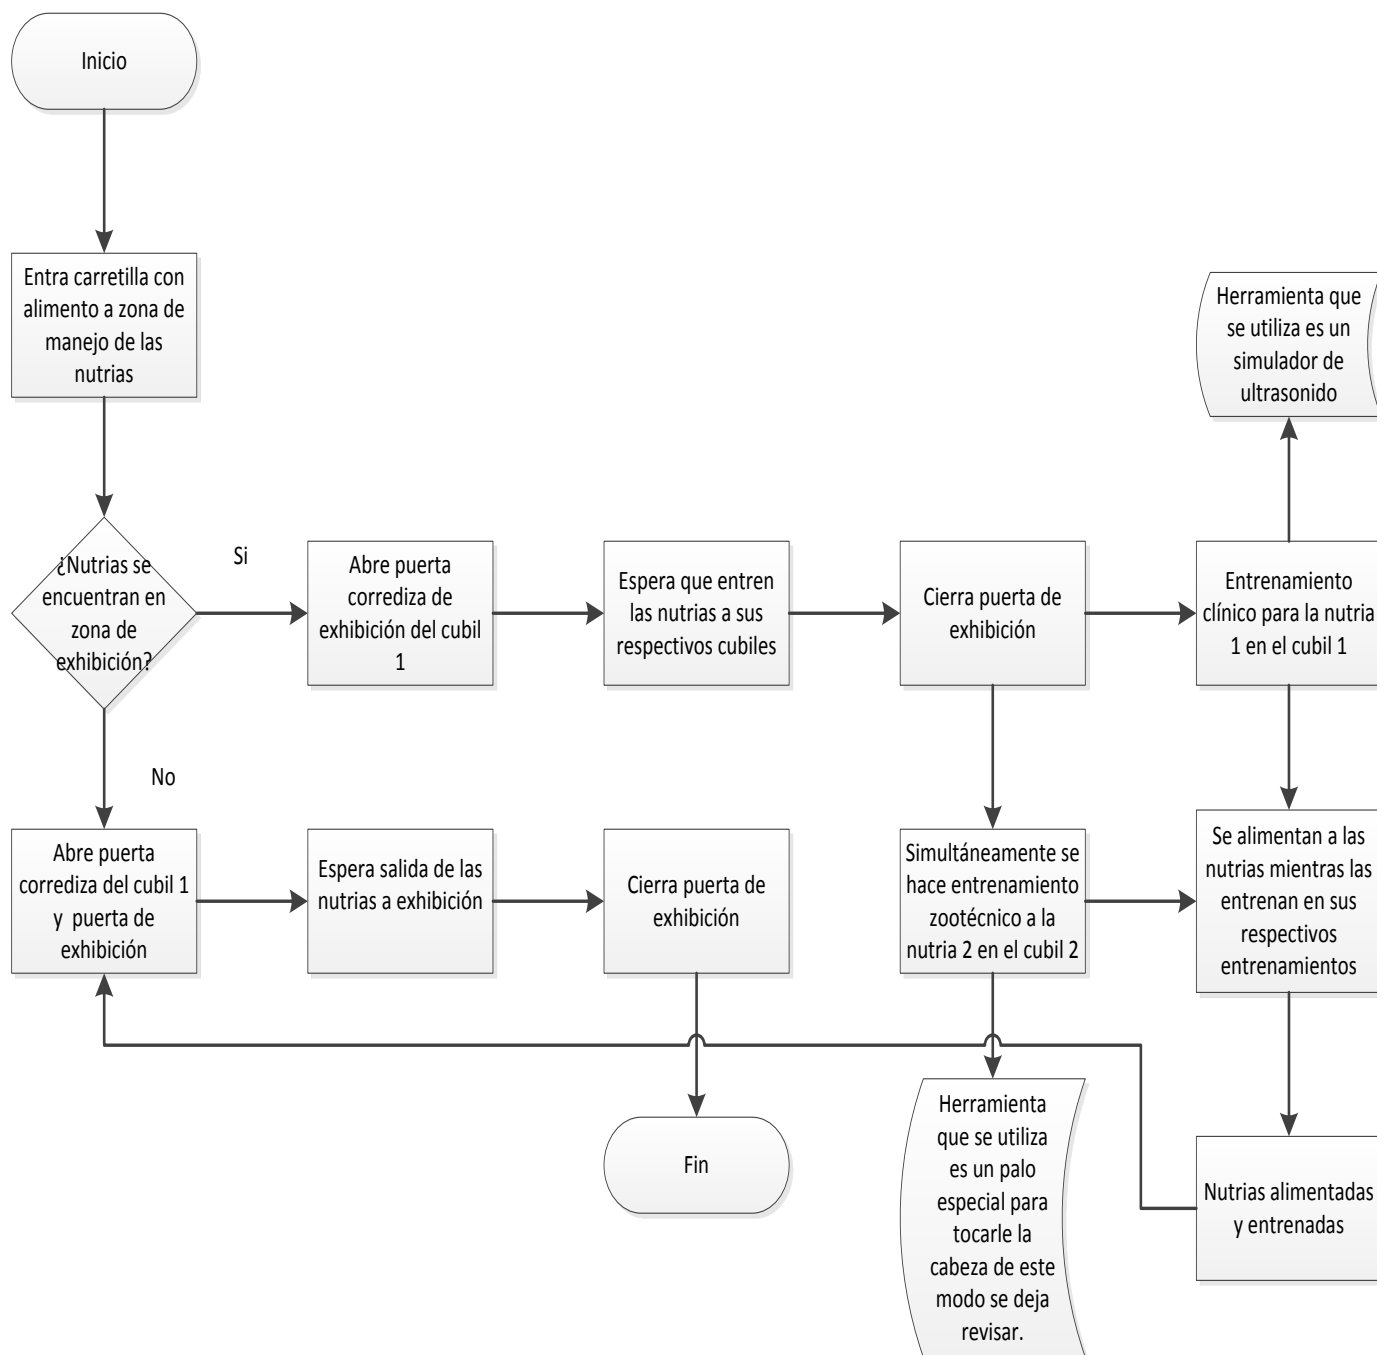 Inicio
Entra carretilla con
alimento a zona de
manejo de las
nutrias
Herramienta que
se utiliza es un
simulador de
ultrasonido
¿Nutrias se
encuentran en
zona de
exhibición?
Si
Abre puerta
corrediza de
exhibición del cubil
1
Espera que entren
las nutrias a sus
respectivos cubiles
Cierra puerta de
exhibición
Entrenamiento
clínico para la nutria
1 en el cubil 1
No
Abre puerta
corrediza del cubil 1
y puerta de
exhibición
Espera salida de las
nutrias a exhibición
Cierra puerta de
exhibición
Simultáneamente se
hace entrenamiento
zootécnico a la
nutria 2 en el cubil 2
Se alimentan a las
nutrias mientras las
entrenan en sus
respectivos
entrenamientos
Fin
Herramienta
que se utiliza
es un palo
especial para
tocarle la
cabeza de este
modo se deja
revisar.
Nutrias alimentadas
y entrenadas